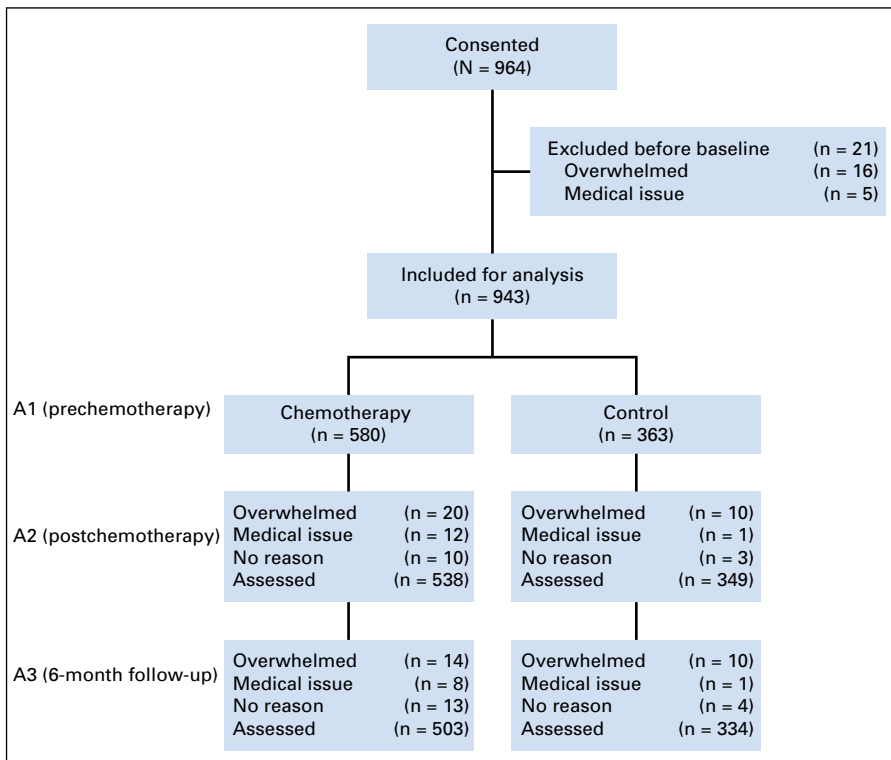 Consented
(N = 964)
Excluded before baseline (n = 21)
Overwhelmed (n = 16)
Medical issue (n = 5)
Included for analysis
(n = 943)
A1 (prechemotherapy)
Chemotherapy
(n = 580)
Control
(n = 363)
A2 (postchemotherapy)
Overwhelmed (n = 20)
Medical issue (n = 12)
No reason (n = 10)
Assessed (n = 538)
Overwhelmed (n = 10)
Medical issue (n = 1)
No reason (n = 3)
Assessed (n = 349)
A3 (6-month follow-up)
Overwhelmed (n = 14)
Medical issue (n = 8)
No reason (n = 13)
Assessed (n = 503)
Overwhelmed (n = 10)
Medical issue (n = 1)
No reason (n = 4)
Assessed (n = 334)